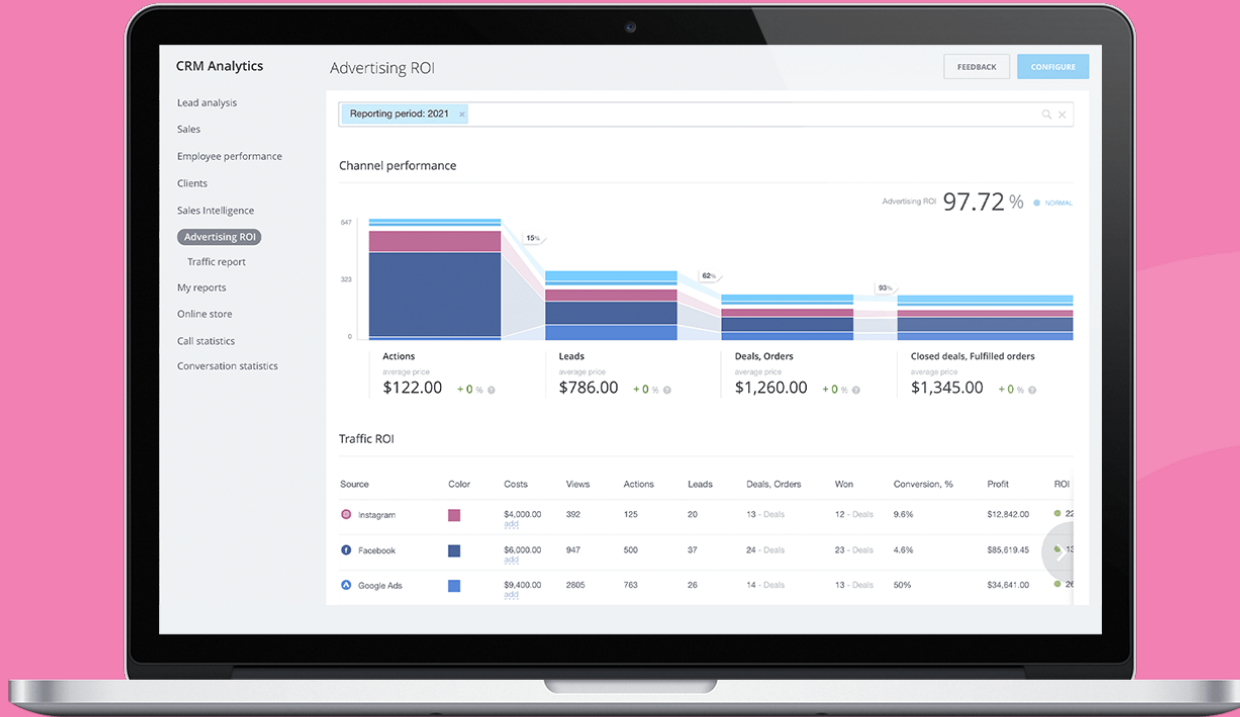 CRM Analytics
Lead analysis
Sales
Employee performance
Clients
Sales Intelligence
Advertising ROI
Traffic report
My reports
Online store
Call statistics
Conversation statistics
Advertising ROI
FEEDBACK
CONFIGURE
Reporting period: 2021 ×
Channel performance
Advertising ROI 97.72 % NORMAL
647
323
0
15%
62%
93%
Actions
average price
$122.00 +0 %
Leads
average price
$786.00 +0 %
Deals, Orders
average price
$1,260.00 +0 %
Closed deals, Fulfilled orders
average price
$1,345.00 +0 %
Traffic ROI
Source Color Costs Views Actions Leads Deals, Orders Won Conversion, % Profit ROI
Instagram $4,000.00 392 125 20 13 - Deals 12 - Deals 9.6% $12,842.00 22
add
Facebook $6,000.00 947 500 37 24 - Deals 23 - Deals 4.6% $85,619.45 13
add
Google Ads $9,400.00 2805 763 26 14 - Deals 13 - Deals 50% $34,641.00 26
add